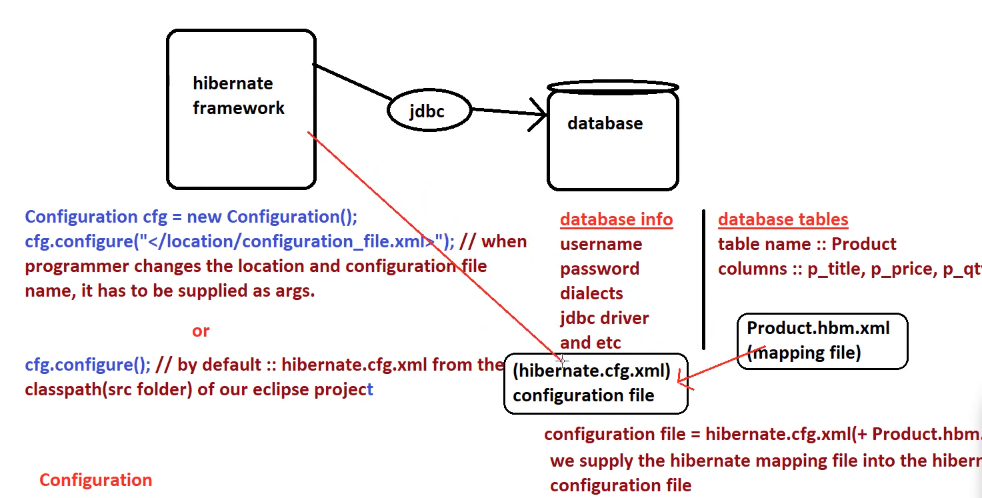 hibernate
framework
jdbc
database
Configuration cfg = new Configuration();
cfg.configure("</location/configuration_file.xml>"); // when
programmer changes the location and configuration file
name, it has to be supplied as args.
or
cfg.configure(); // by default :: hibernate.cfg.xml from the
classpath(src folder) of our eclipse project
Configuration
database info
username
password
dialects
jdbc driver
and etc
database tables
table name :: Product
columns :: p_title, p_price, p_qt
Product.hbm.xml
(mapping file)
(hibernate.cfg.xml)
configuration file
configuration file = hibernate.cfg.xml(+ Product.hbm.
we supply the hibernate mapping file into the hibern
configuration file